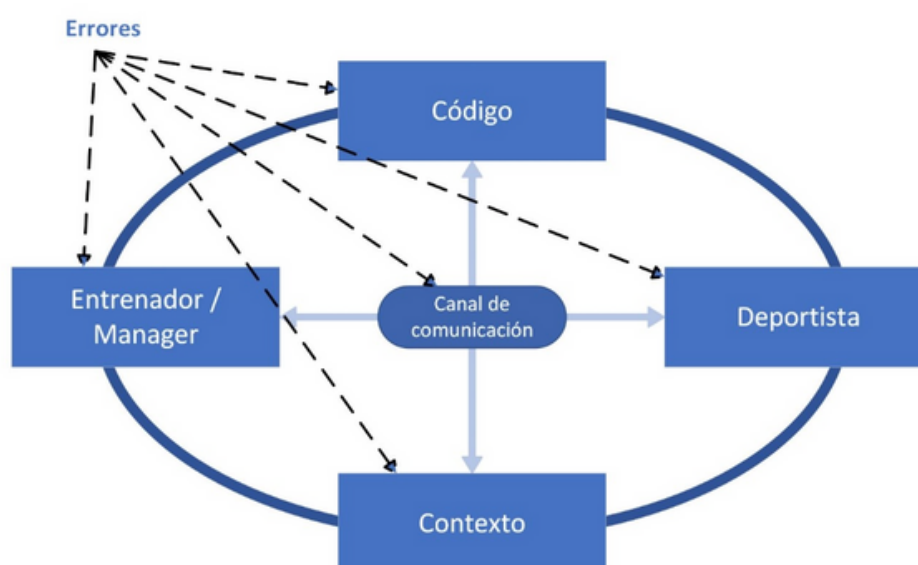 Errores
Código
Entrenador /
Manager
Canal de
comunicación
Deportista
Contexto